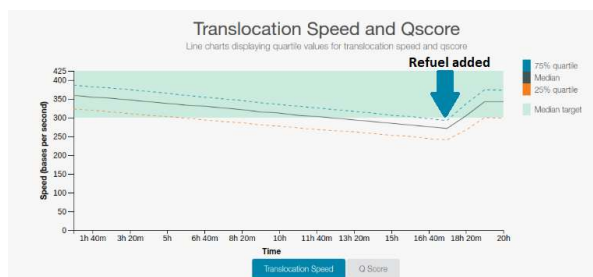 Translocation Speed and Qscore
Line charts displaying quartile values for translocation speed and qscore
Refuel added
75% quartile
Median
25% quartile
Median target
Speed (bases per second)
425
400
350
300
250
200
150
100
50
0
1h 40m 3h 20m 5h 6h 40m 8h 20m 10h 11h 40m 13h 20m 15h 16h 40m 18h 20m 20h
Time
Translocation Speed Q Score